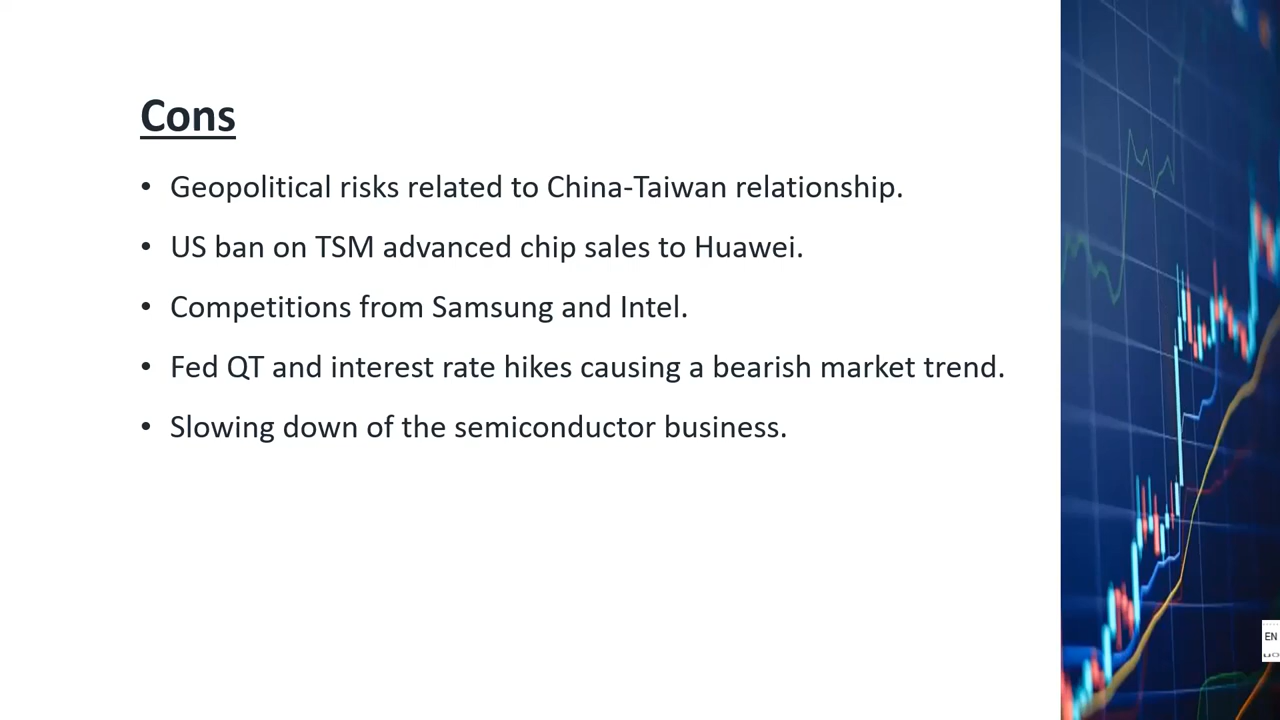 Cons
• Geopolitical risks related to China-Taiwan relationship.
• US ban on TSM advanced chip sales to Huawei.
• Competitions from Samsung and Intel.
• Fed QT and interest rate hikes causing a bearish market trend.
• Slowing down of the semiconductor business.
EN